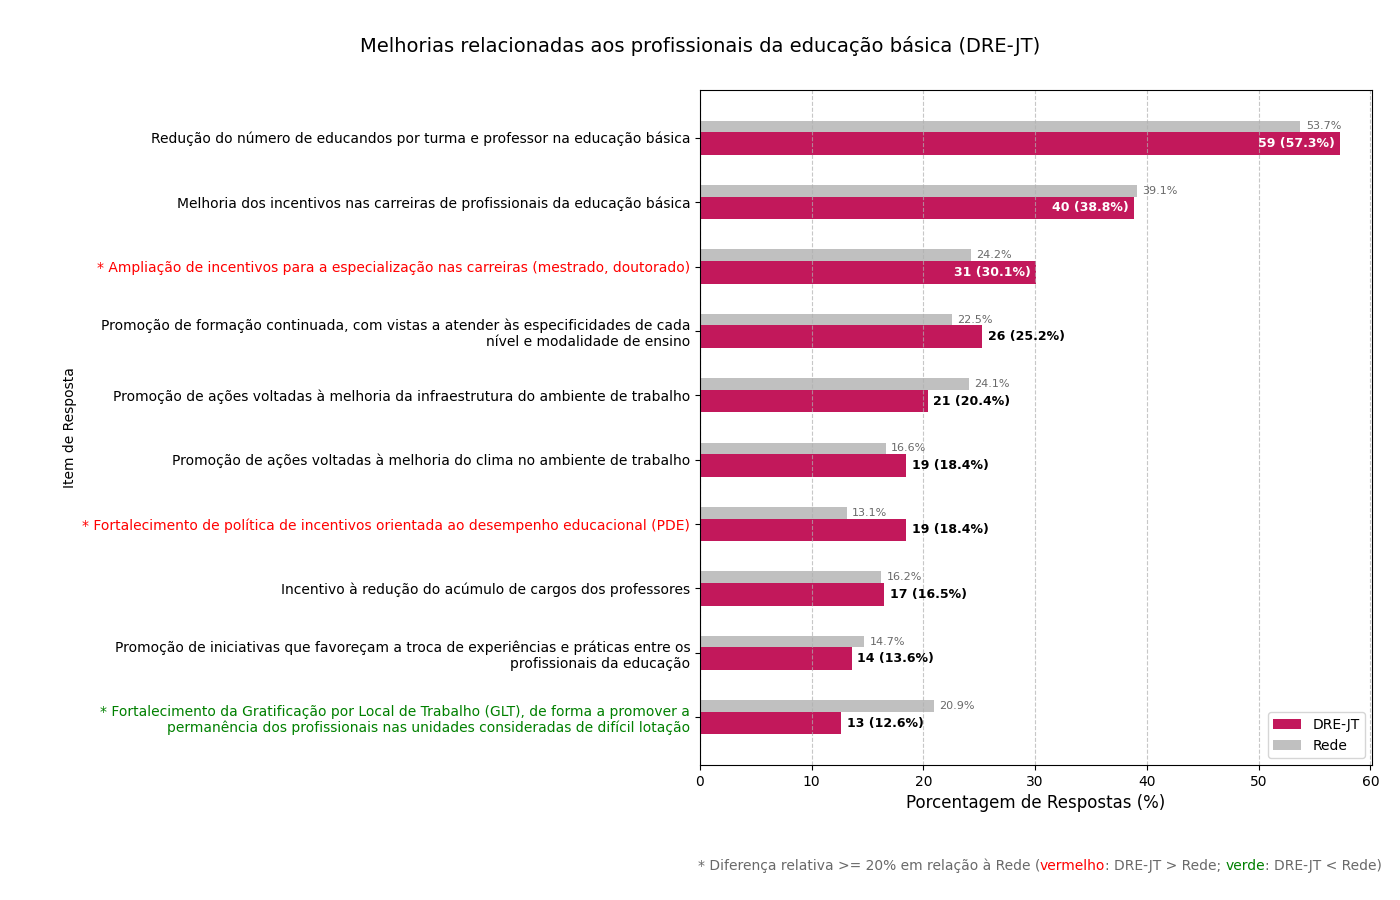 Melhorias relacionadas aos profissionais da educação básica (DRE-JT)
Redução do número de educandos por turma e professor na educação básica
53.7%
59 (57.3%)
Melhoria dos incentivos nas carreiras de profissionais da educação básica
39.1%
40 (38.8%)
* Ampliação de incentivos para a especialização nas carreiras (mestrado, doutorado)
24.2%
31 (30.1%)
Promoção de formação continuada, com vistas a atender às especificidades de cada
nível e modalidade de ensino
22.5%
26 (25.2%)
Promoção de ações voltadas à melhoria da infraestrutura do ambiente de trabalho
24.1%
21 (20.4%)
Promoção de ações voltadas à melhoria do clima no ambiente de trabalho
16.6%
19 (18.4%)
* Fortalecimento de política de incentivos orientada ao desempenho educacional (PDE)
13.1%
19 (18.4%)
Incentivo à redução do acúmulo de cargos dos professores
16.2%
17 (16.5%)
Promoção de iniciativas que favoreçam a troca de experiências e práticas entre os
profissionais da educação
14.7%
14 (13.6%)
* Fortalecimento da Gratificação por Local de Trabalho (GLT), de forma a promover a
permanência dos profissionais nas unidades consideradas de difícil lotação
20.9%
13 (12.6%)
Item de Resposta
DRE-JT
Rede
0 10 20 30 40 50 60
Porcentagem de Respostas (%)
* Diferença relativa >= 20% em relação à Rede (vermelho: DRE-JT > Rede; verde: DRE-JT < Rede)